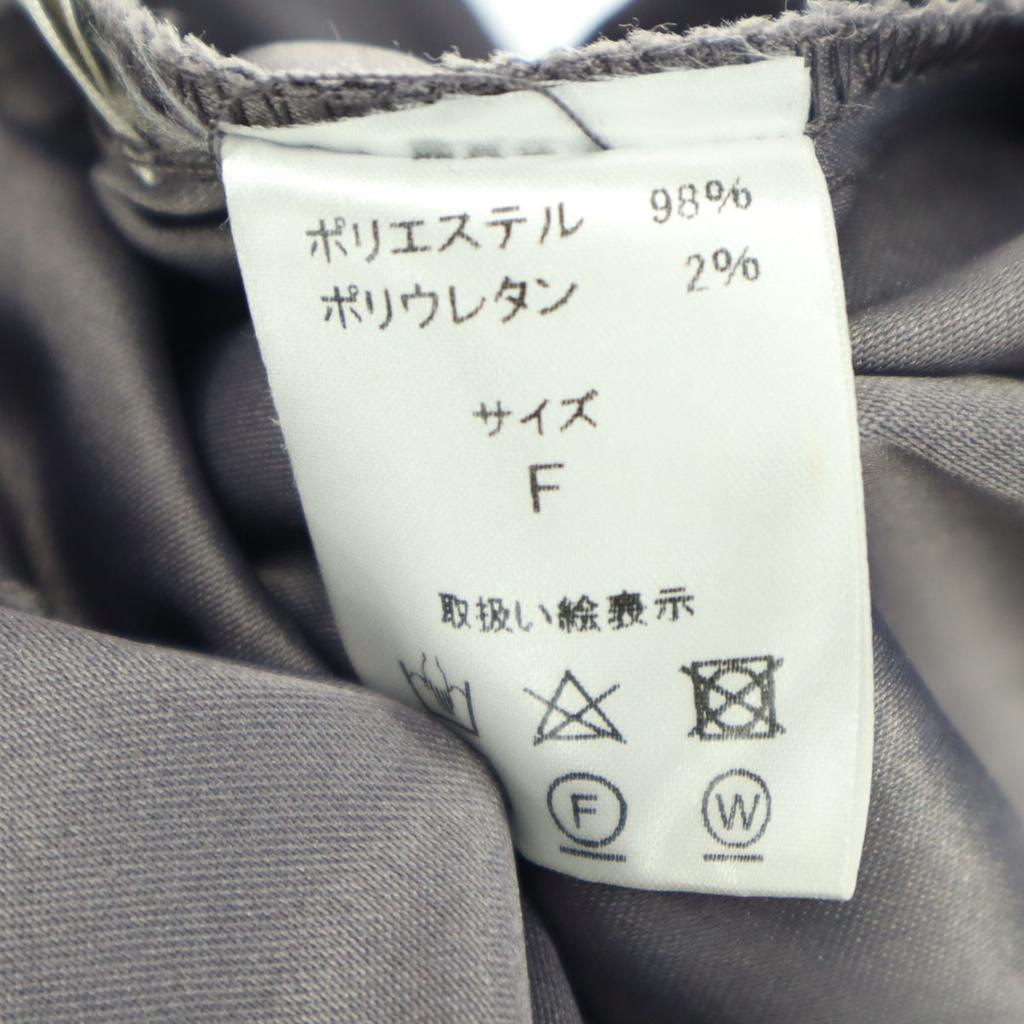 ポリエステル 98%
ポリウレタン 2%
サイズ
F
取扱い絵表示
F W